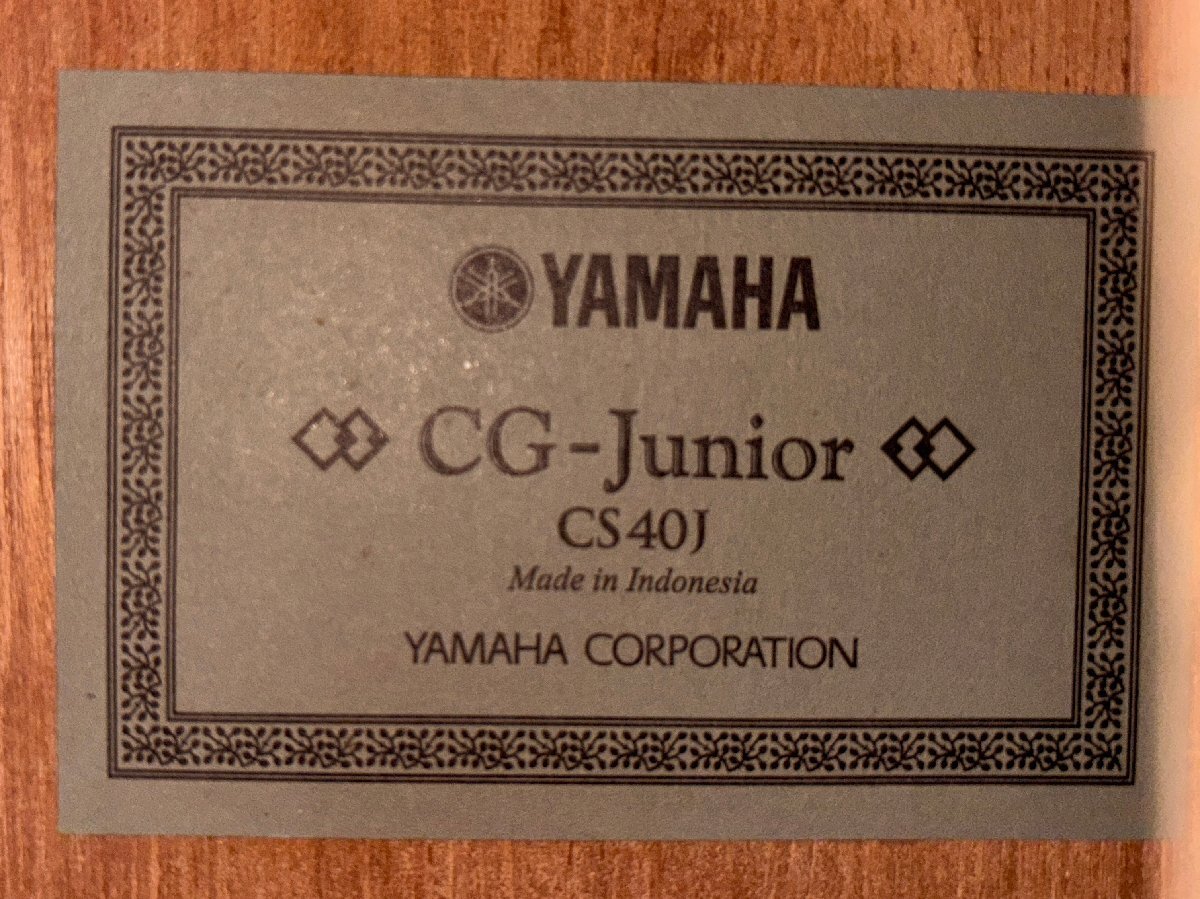 YAMAHA
CG-Junior
CS40J
Made in Indonesia
YAMAHA CORPORATION